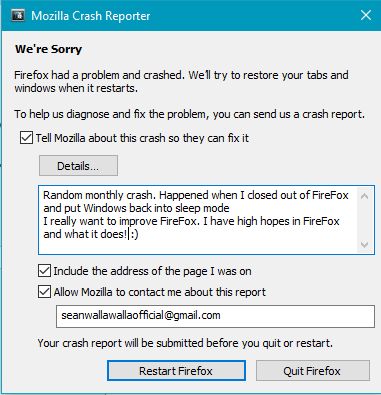 Mozilla Crash Reporter
We're Sorry
Firefox had a problem and crashed. We'll try to restore your tabs and
windows when it restarts.
To help us diagnose and fix the problem, you can send us a crash report.
Tell Mozilla about this crash so they can fix it
Details...
Random monthly crash. Happened when I closed out of FireFox
and put Windows back into sleep mode
I really want to improve FireFox. I have high hopes in FireFox
and what it does! :)
Include the address of the page I was on
Allow Mozilla to contact me about this report
seanwallawallaofficial@gmail.com
Your crash report will be submitted before you quit or restart.
Restart Firefox Quit Firefox